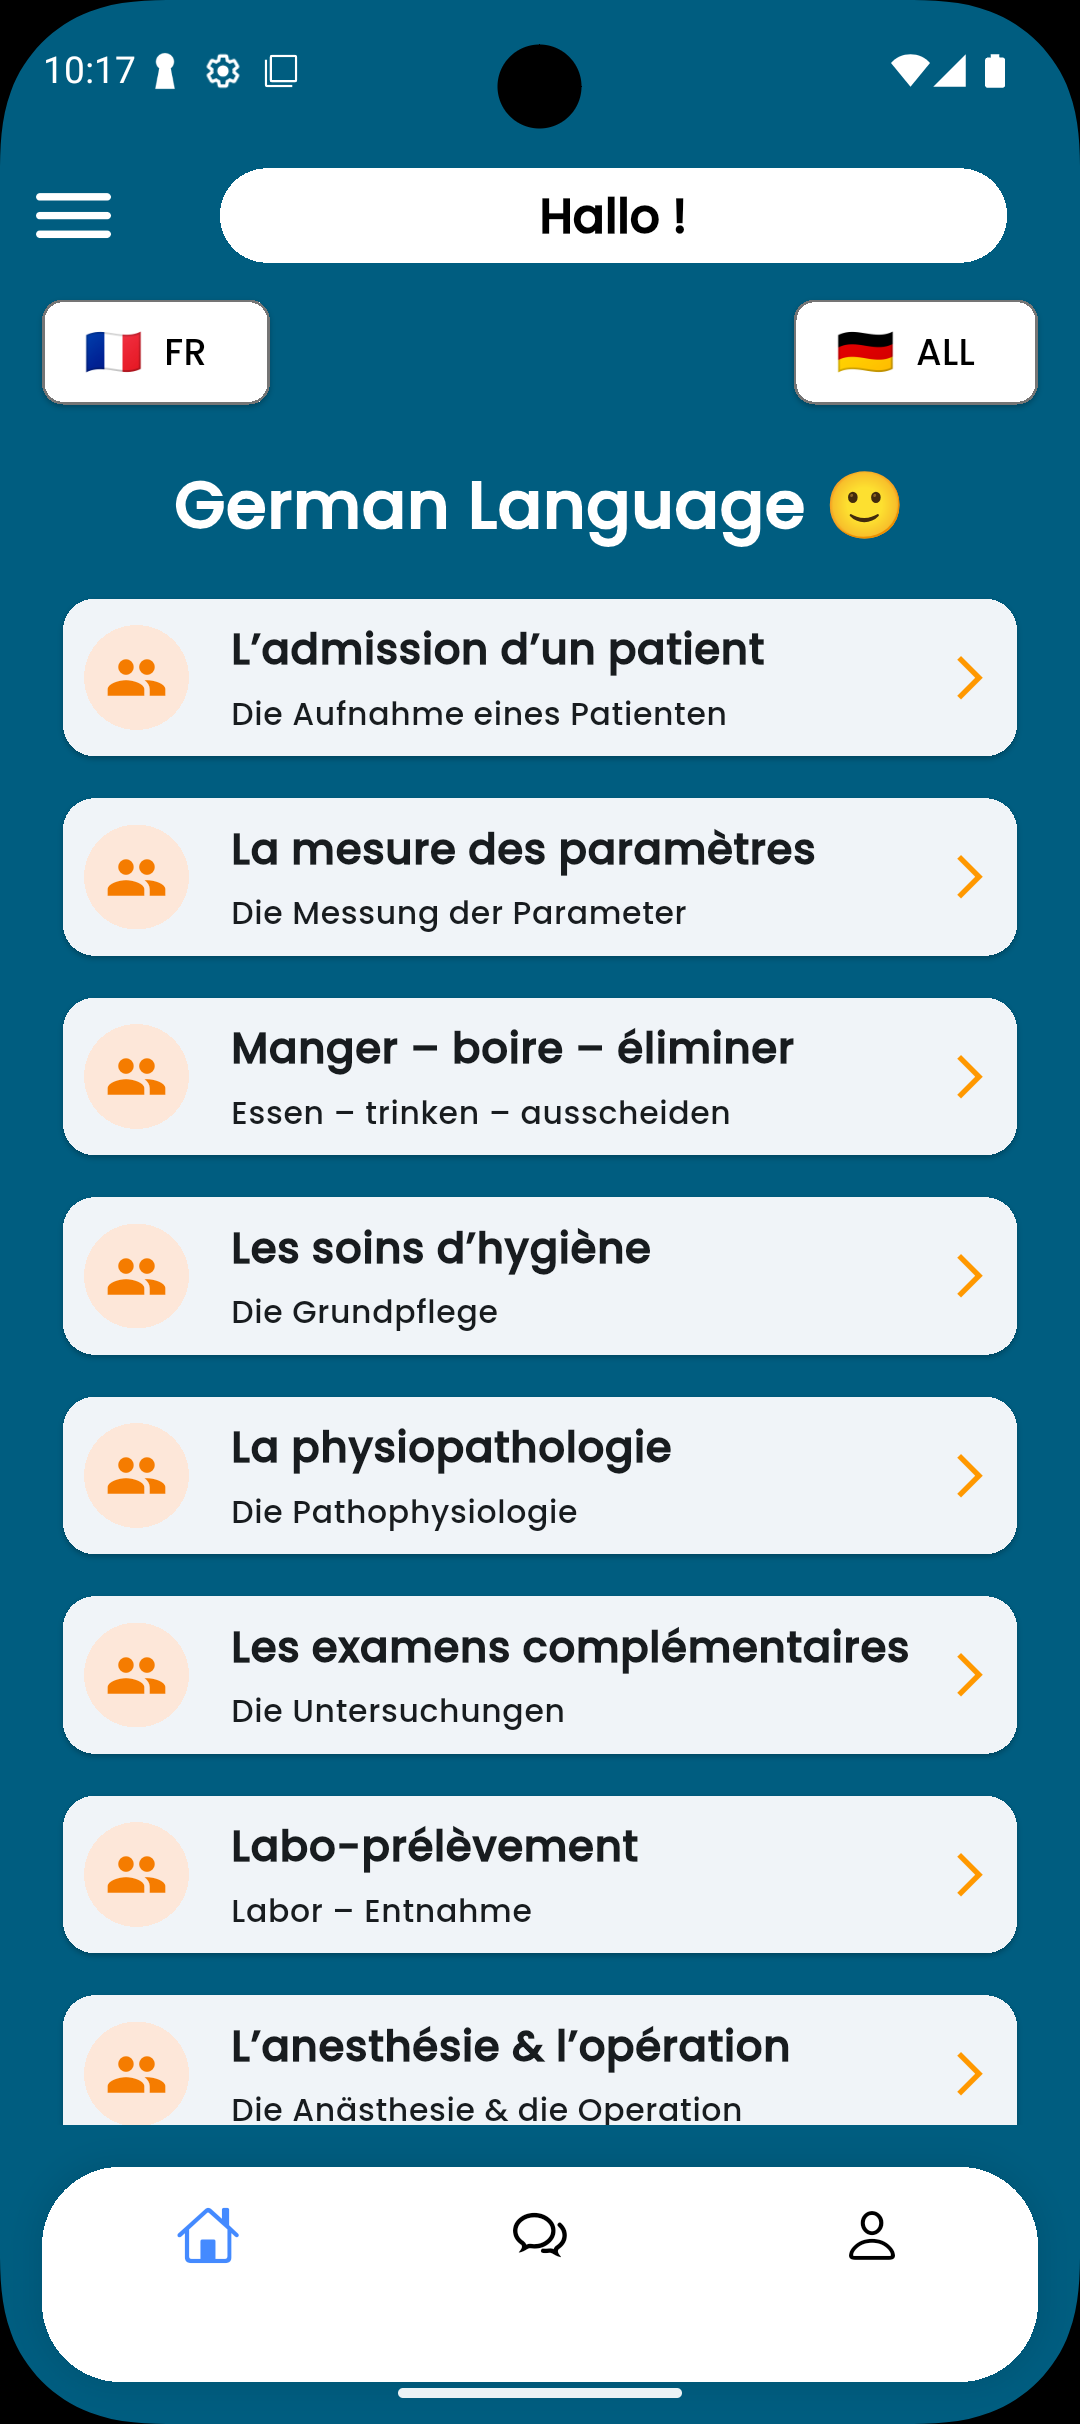 10:17
Hallo !
FR
ALL
German Language 🙂
L’admission d’un patient
Die Aufnahme eines Patienten
La mesure des paramètres
Die Messung der Parameter
Manger – boire – éliminer
Essen – trinken – ausscheiden
Les soins d’hygiène
Die Grundpflege
La physiopathologie
Die Pathophysiologie
Les examens complémentaires
Die Untersuchungen
Labo-prélèvement
Labor – Entnahme
L’anesthésie & l’opération
Die Anästhesie & die Operation